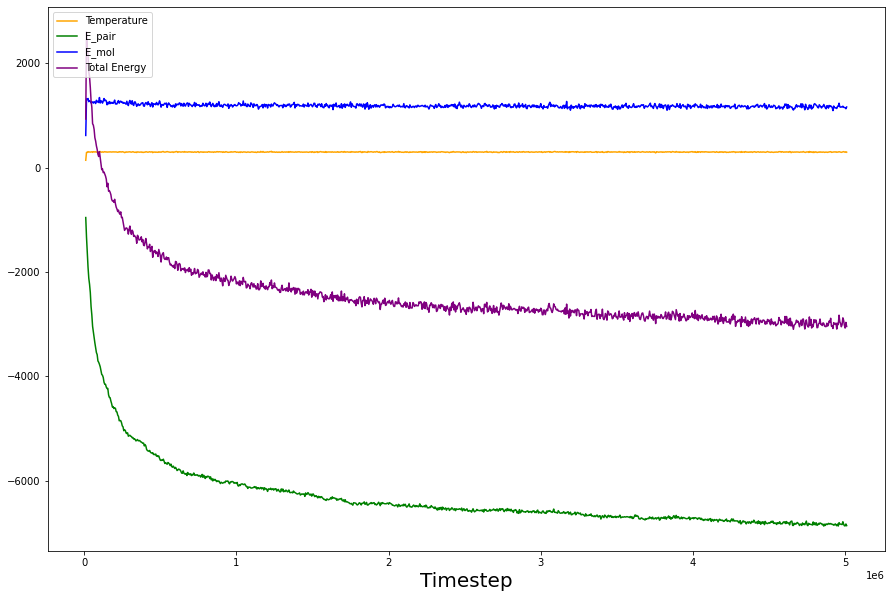 Temperature
E_pair
E_mol
Total Energy
2000
0
−2000
−4000
−6000
0 1 2 3 4 5
1e6
Timestep